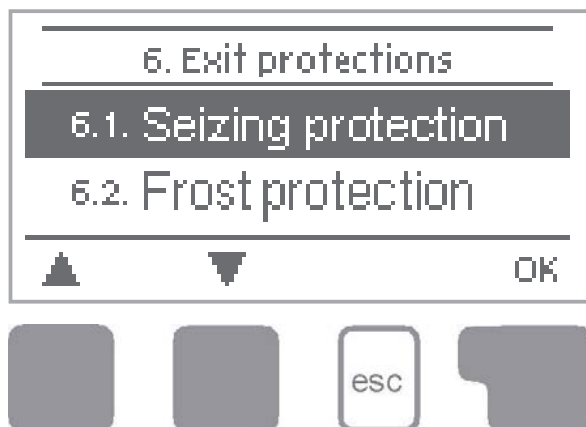 6. Exit protections
6.1. Seizing protection
6.2. Frost protection
OK
esc